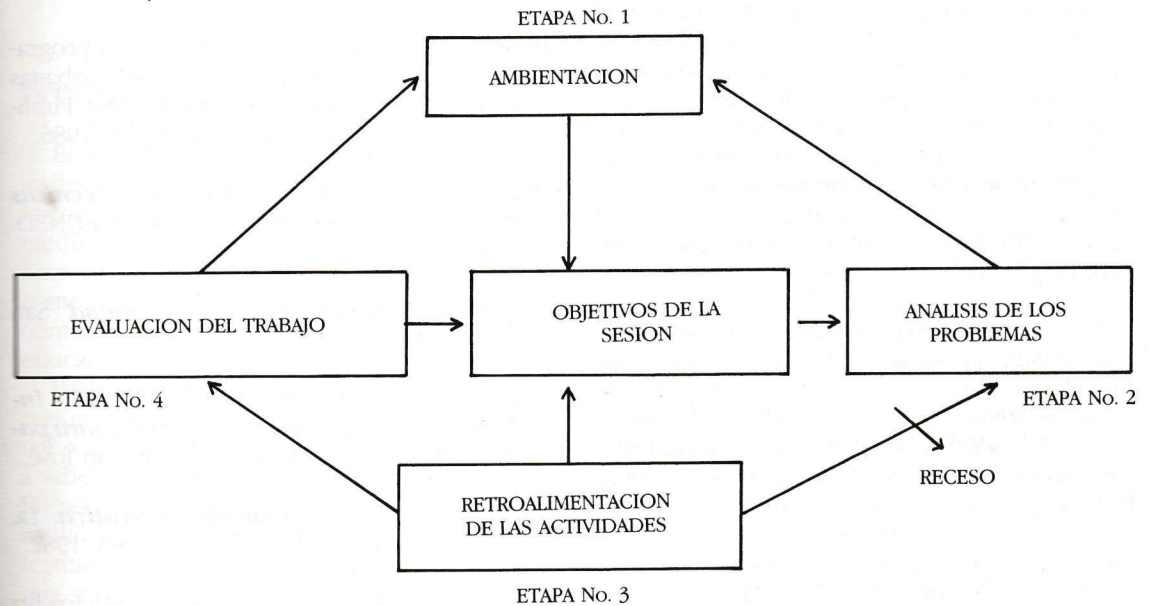 ETAPA No. 1
AMBIENTACION
EVALUACION DEL TRABAJO
OBJETIVOS DE LA
SESION
ANALISIS DE LOS
PROBLEMAS
ETAPA No. 4
ETAPA No. 2
RECESO
RETROALIMENTACION
DE LAS ACTIVIDADES
ETAPA No. 3